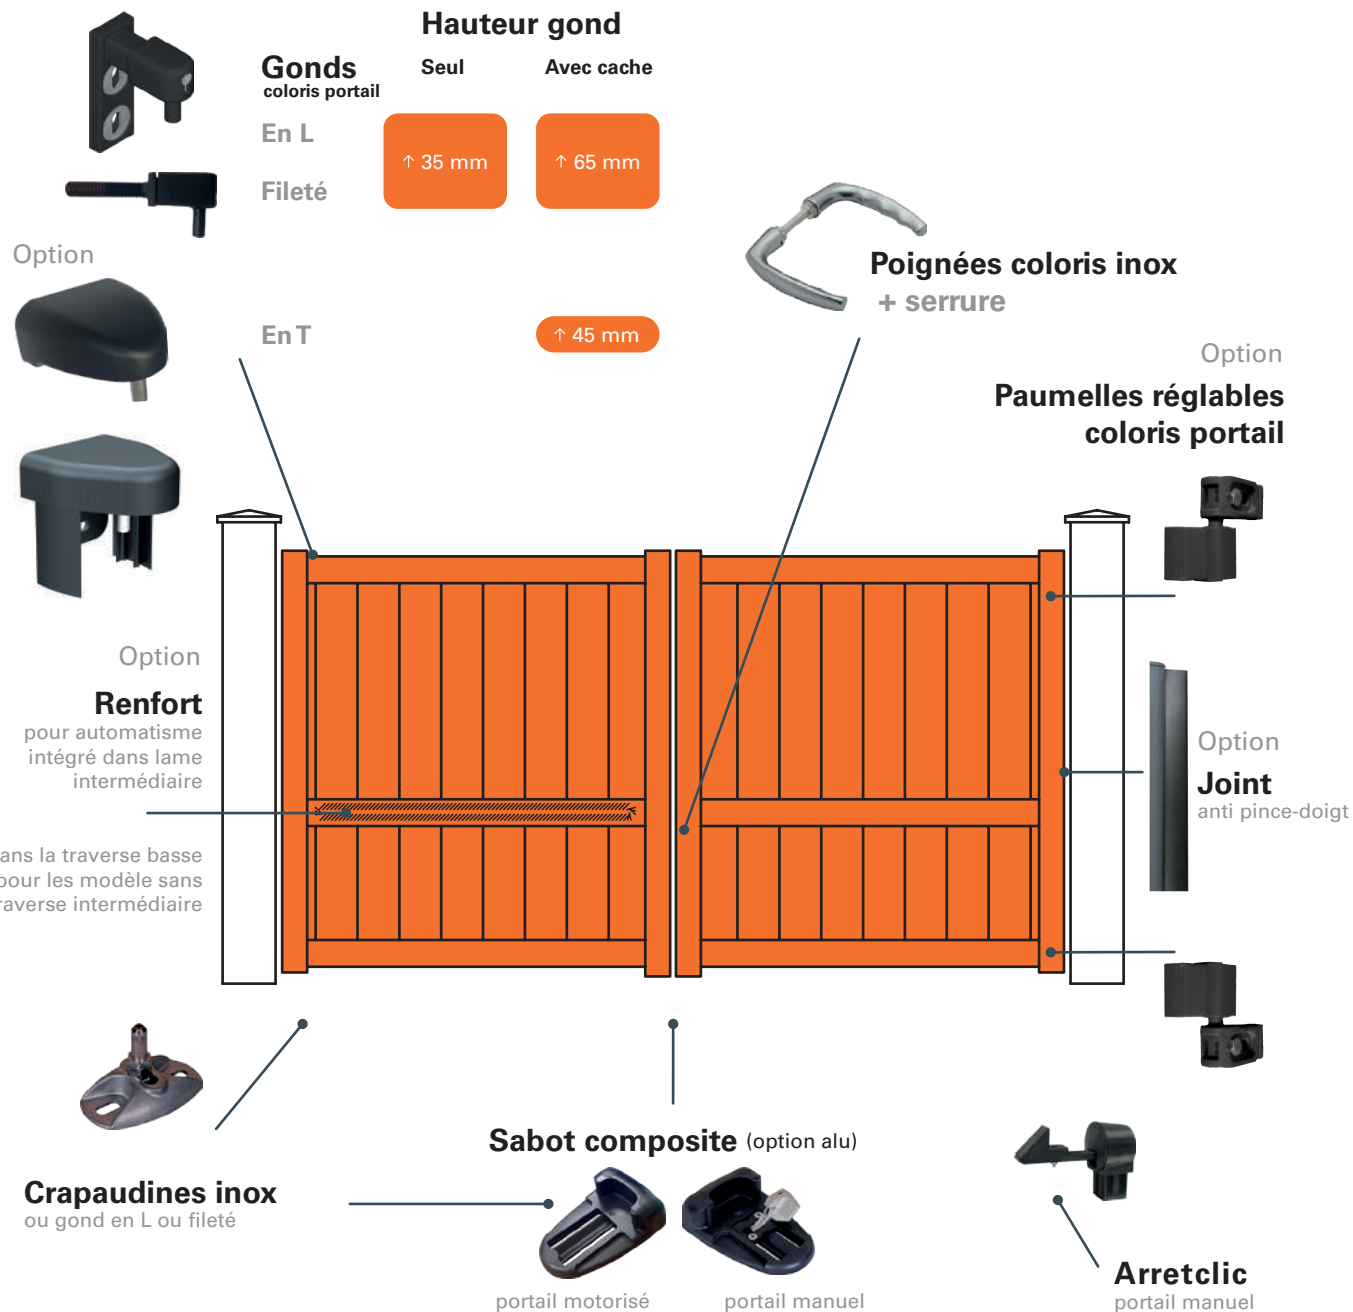 Hauteur gond
Gonds
coloris portail
Seul
Avec cache
En L
↑ 35 mm
↑ 65 mm
Fileté
Option
En T
↑ 45 mm
Poignées coloris inox
+ serrure
Option
Paumelles réglables
coloris portail
Option
Renfort
pour automatisme
intégré dans lame
intermédiaire
la traverse basse
les modèle sans
intermédiaire
Option
Joint
anti pince-doigt
Crapaudines inox
ou gond en L ou fileté
Sabot composite (option alu)
portail motorisé
portail manuel
Arretclic
portail manuel